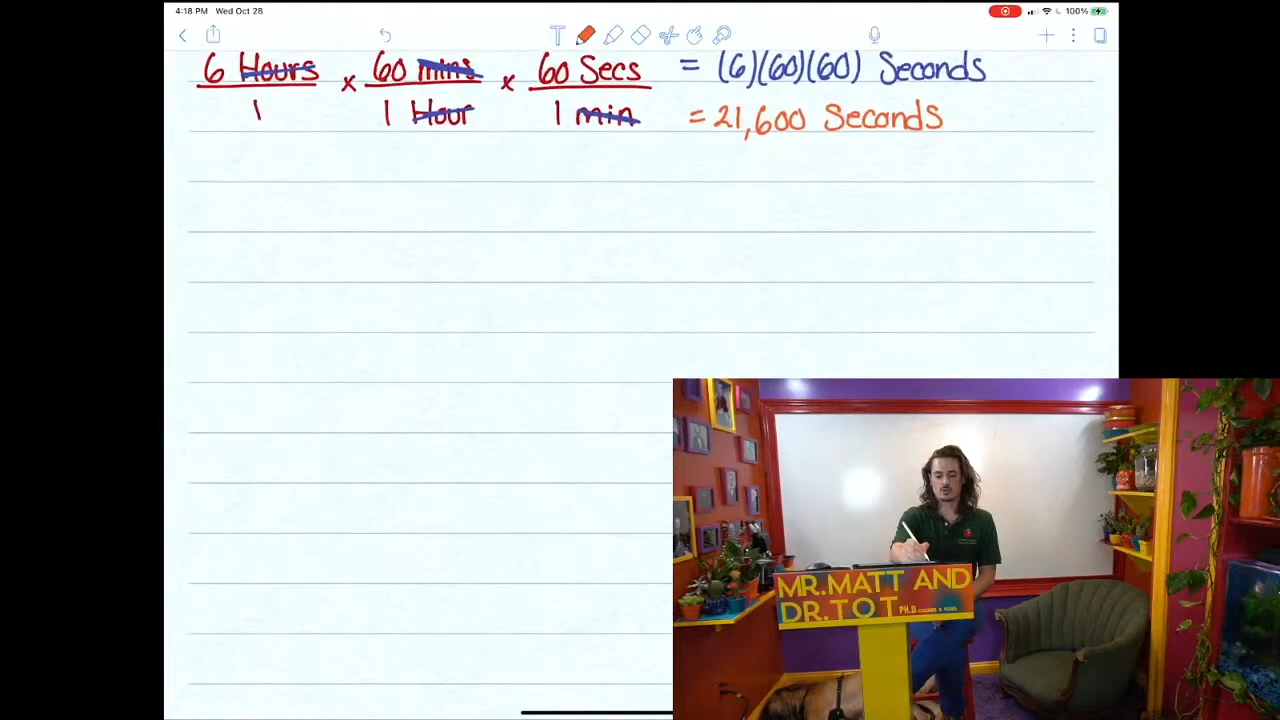 4:18 PM Wed Oct 28
100%
6 Hours × 60 mins × 60 Secs = (6)(60)(60) Seconds
1 1 Hour 1 min = 21,600 Seconds
MR.MATT AND
DR.TOT PH.D.